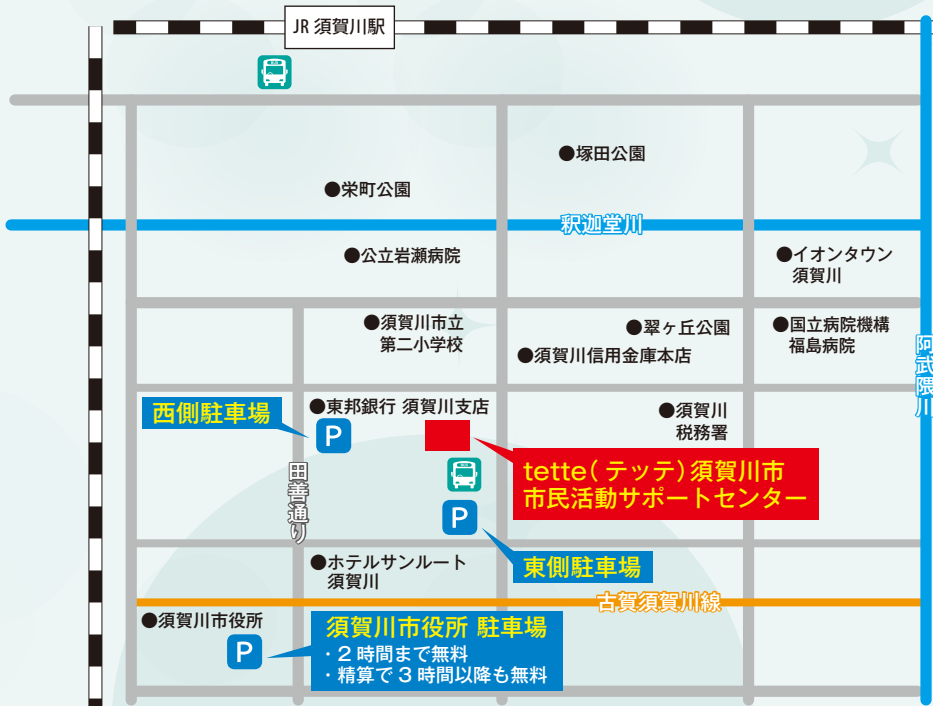 JR 須賀川駅
●塚田公園
●栄町公園
釈迦堂川
●公立岩瀬病院
●イオンタウン
須賀川
●須賀川市立
第二小学校
●翠ヶ丘公園
●須賀川信用金庫本店
●国立病院機構
福島病院
阿武隈川
西側駐車場
●東邦銀行 須賀川支店
P
●須賀川
税務署
tette(テッテ)須賀川市
市民活動サポートセンター
田善通り
P
東側駐車場
●ホテルサンルート
須賀川
古賀須賀川線
●須賀川市役所
P
須賀川市役所 駐車場
・2 時間まで無料
・精算で 3 時間以降も無料